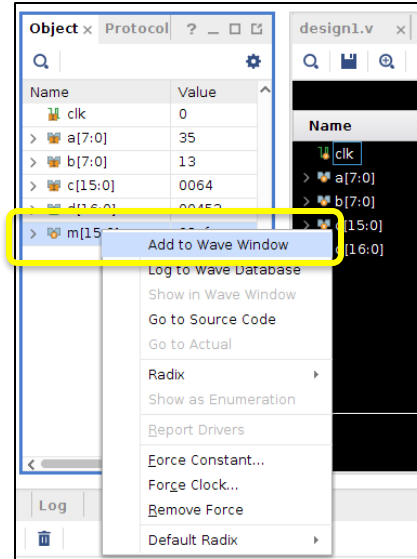 Object × Protocol ? _
design1.v ×
Name Value
clk 0
a[7:0] 35
b[7:0] 13
c[15:0] 0064
d[16:0] 00452
m[15:0]
Name
clk
a[7:0]
b[7:0]
c[15:0]
d[16:0]
Add to Wave Window
Log to Wave Database
Show in Wave Window
Go to Source Code
Go to Actual
Radix
Show as Enumeration
Report Drivers
Force Constant...
Force Clock...
Remove Force
Default Radix
Log